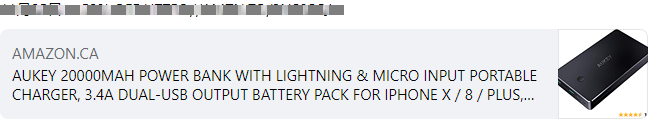 AMAZON.CA
AUKEY 20000MAH POWER BANK WITH LIGHTNING & MICRO INPUT PORTABLE
CHARGER, 3.4A DUAL-USB OUTPUT BATTERY PACK FOR IPHONE X / 8 / PLUS,...
AUKEY